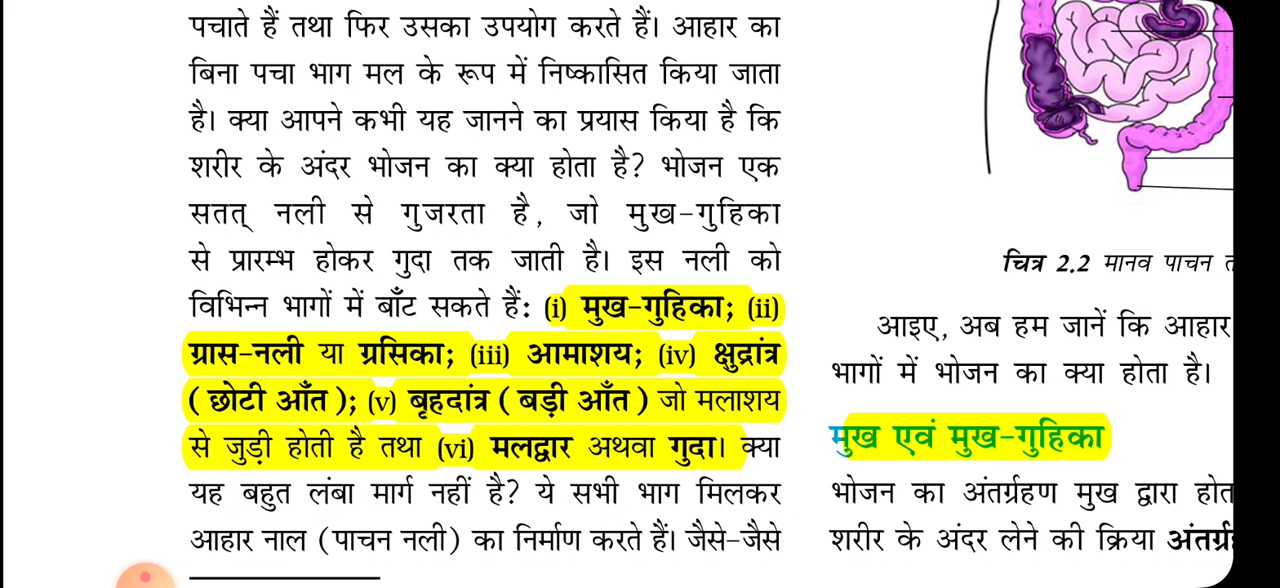 पचाते हैं तथा फिर उसका उपयोग करते हैं। आहार का
बिना पचा भाग मल के रूप में निष्कासित किया जाता
है। क्या आपने कभी यह जानने का प्रयास किया है कि
शरीर के अंदर भोजन का क्या होता है? भोजन एक
सतत् नली से गुजरता है, जो मुख-गुहिका
से प्रारम्भ होकर गुदा तक जाती है। इस नली को
विभिन्न भागों में बाँट सकते हैं: (i) मुख-गुहिका; (ii)
ग्रास-नली या ग्रसिका; (iii) आमाशय; (iv) क्षुद्रांत्र
(छोटी आँत); (v) बृहदांत्र (बड़ी आँत) जो मलाशय
से जुड़ी होती है तथा (vi) मलद्वार अथवा गुदा। क्या
यह बहुत लंबा मार्ग नहीं है? ये सभी भाग मिलकर
आहार नाल (पाचन नली) का निर्माण करते हैं। जैसे-जैसे
चित्र 2.2 मानव पाचन
आइए, अब हम जानें कि आहार
भागों में भोजन का क्या होता है।
मुख एवं मुख-गुहिका
भोजन का अंतर्ग्रहण मुख द्वारा
शरीर के अंदर लेने की क्रिया